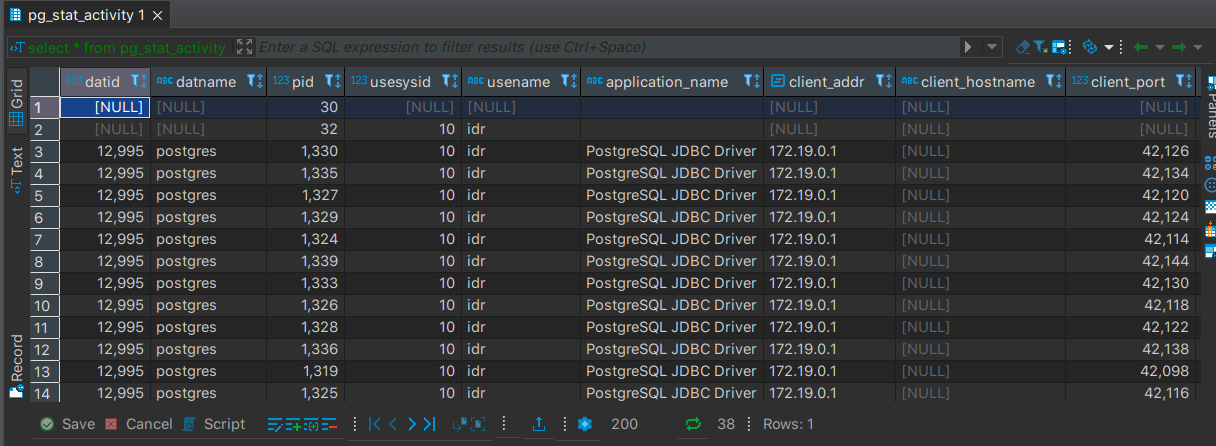 pg_stat_activity 1
select * from pg_stat_activity Enter a SQL expression to filter results (use Ctrl+Space)
Grid
Text
Record
Panels
123 datid ABC datname 123 pid 123 usesysid ABC usename ABC application_name client_addr ABC client_hostname 123 client_port
1 [NULL] [NULL] 30 [NULL] [NULL] [NULL] [NULL] [NULL]
2 [NULL] [NULL] 32 10 idr [NULL] [NULL] [NULL]
3 12,995 postgres 1,330 10 idr PostgreSQL JDBC Driver 172.19.0.1 [NULL] 42,126
4 12,995 postgres 1,335 10 idr PostgreSQL JDBC Driver 172.19.0.1 [NULL] 42,134
5 12,995 postgres 1,327 10 idr PostgreSQL JDBC Driver 172.19.0.1 [NULL] 42,120
6 12,995 postgres 1,329 10 idr PostgreSQL JDBC Driver 172.19.0.1 [NULL] 42,124
7 12,995 postgres 1,324 10 idr PostgreSQL JDBC Driver 172.19.0.1 [NULL] 42,114
8 12,995 postgres 1,339 10 idr PostgreSQL JDBC Driver 172.19.0.1 [NULL] 42,144
9 12,995 postgres 1,333 10 idr PostgreSQL JDBC Driver 172.19.0.1 [NULL] 42,130
10 12,995 postgres 1,326 10 idr PostgreSQL JDBC Driver 172.19.0.1 [NULL] 42,118
11 12,995 postgres 1,328 10 idr PostgreSQL JDBC Driver 172.19.0.1 [NULL] 42,122
12 12,995 postgres 1,336 10 idr PostgreSQL JDBC Driver 172.19.0.1 [NULL] 42,138
13 12,995 postgres 1,319 10 idr PostgreSQL JDBC Driver 172.19.0.1 [NULL] 42,098
14 12,995 postgres 1,325 10 idr PostgreSQL JDBC Driver 172.19.0.1 [NULL] 42,116
Save Cancel Script 200 38 Rows: 1